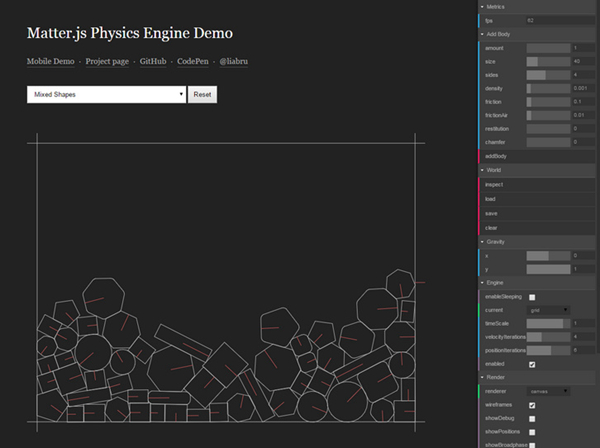 Matter.js Physics Engine Demo
Mobile Demo · Project page · GitHub · CodePen · @liabru
Mixed Shapes
Reset
Metrics
fps 52
Add Body
amount 1
size 40
sides 4
density 0.001
friction 0.1
frictionAir 0.01
restitution 0
chamfer 0
addBody
World
inspect
load
save
clear
Gravity
x 0
y 1
Engine
enableSleeping
current grid
timeScale 1
velocityIterations 4
positionIterations 6
enabled
Render
renderer canvas
wireframes
showDebug
showPositions
showBroadphase